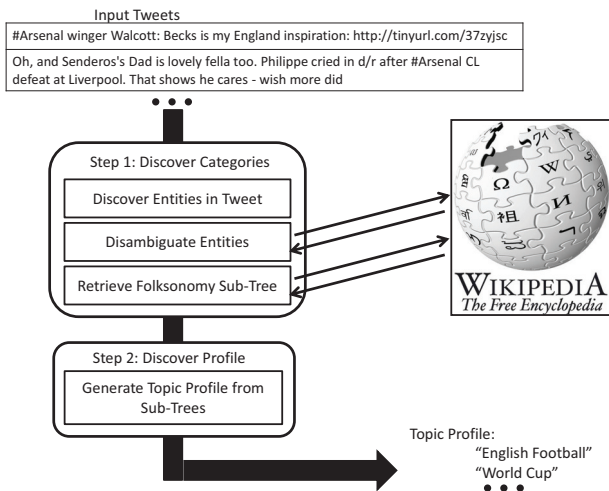 Input Tweets
#Arsenal winger Walcott: Becks is my England inspiration: http://tinyurl.com/37zyjsc
Oh, and Senderos's Dad is lovely fella too. Philippe cried in d/r after #Arsenal CL
defeat at Liverpool. That shows he cares - wish more did
Step 1: Discover Categories
Discover Entities in Tweet
Disambiguate Entities
Retrieve Folksonomy Sub-Tree
Ω
W
祖
И
WIKIPEDIA
The Free Encyclopedia
Step 2: Discover Profile
Generate Topic Profile from
Sub-Trees
Topic Profile:
"English Football"
"World Cup"